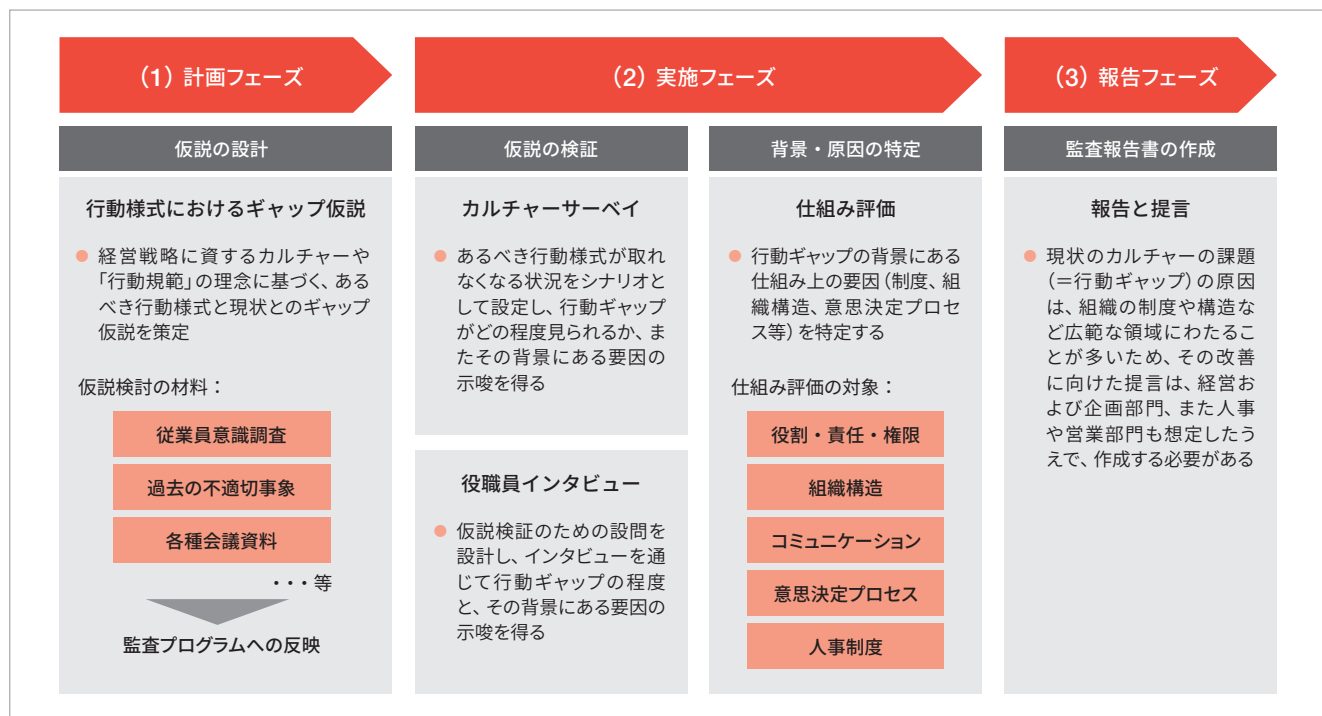 (1) 計画フェーズ
(2) 実施フェーズ
(3) 報告フェーズ
仮説の設計
行動様式におけるギャップ仮説
● 経営戦略に資するカルチャーや
「行動規範」の理念に基づく、ある
べき行動様式と現状とのギャップ
仮説を策定
仮説検討の材料：
従業員意識調査
過去の不適切事象
各種会議資料
・・・等
監査プログラムへの反映
仮説の検証
カルチャーサーベイ
● あるべき行動様式が取れ
なくなる状況をシナリオと
して設定し、行動ギャップ
がどの程度見られるか、ま
たその背景にある要因の
示唆を得る
役職員インタビュー
● 仮説検証のための設問を
設計し、インタビューを通
じて行動ギャップの程度
と、その背景にある要因の
示唆を得る
背景・原因の特定
仕組み評価
● 行動ギャップの背景にある
仕組み上の要因（制度、組
織構造、意思決定プロセ
ス等）を特定する
仕組み評価の対象：
役割・責任・権限
組織構造
コミュニケーション
意思決定プロセス
人事制度
監査報告書の作成
報告と提言
● 現状のカルチャーの課題
（＝行動ギャップ）の原因
は、組織の制度や構造な
ど広範な領域にわたるこ
とが多いため、その改善
に向けた提言は、経営お
よび企画部門、また人事
や営業部門も想定したう
えで、作成する必要がある